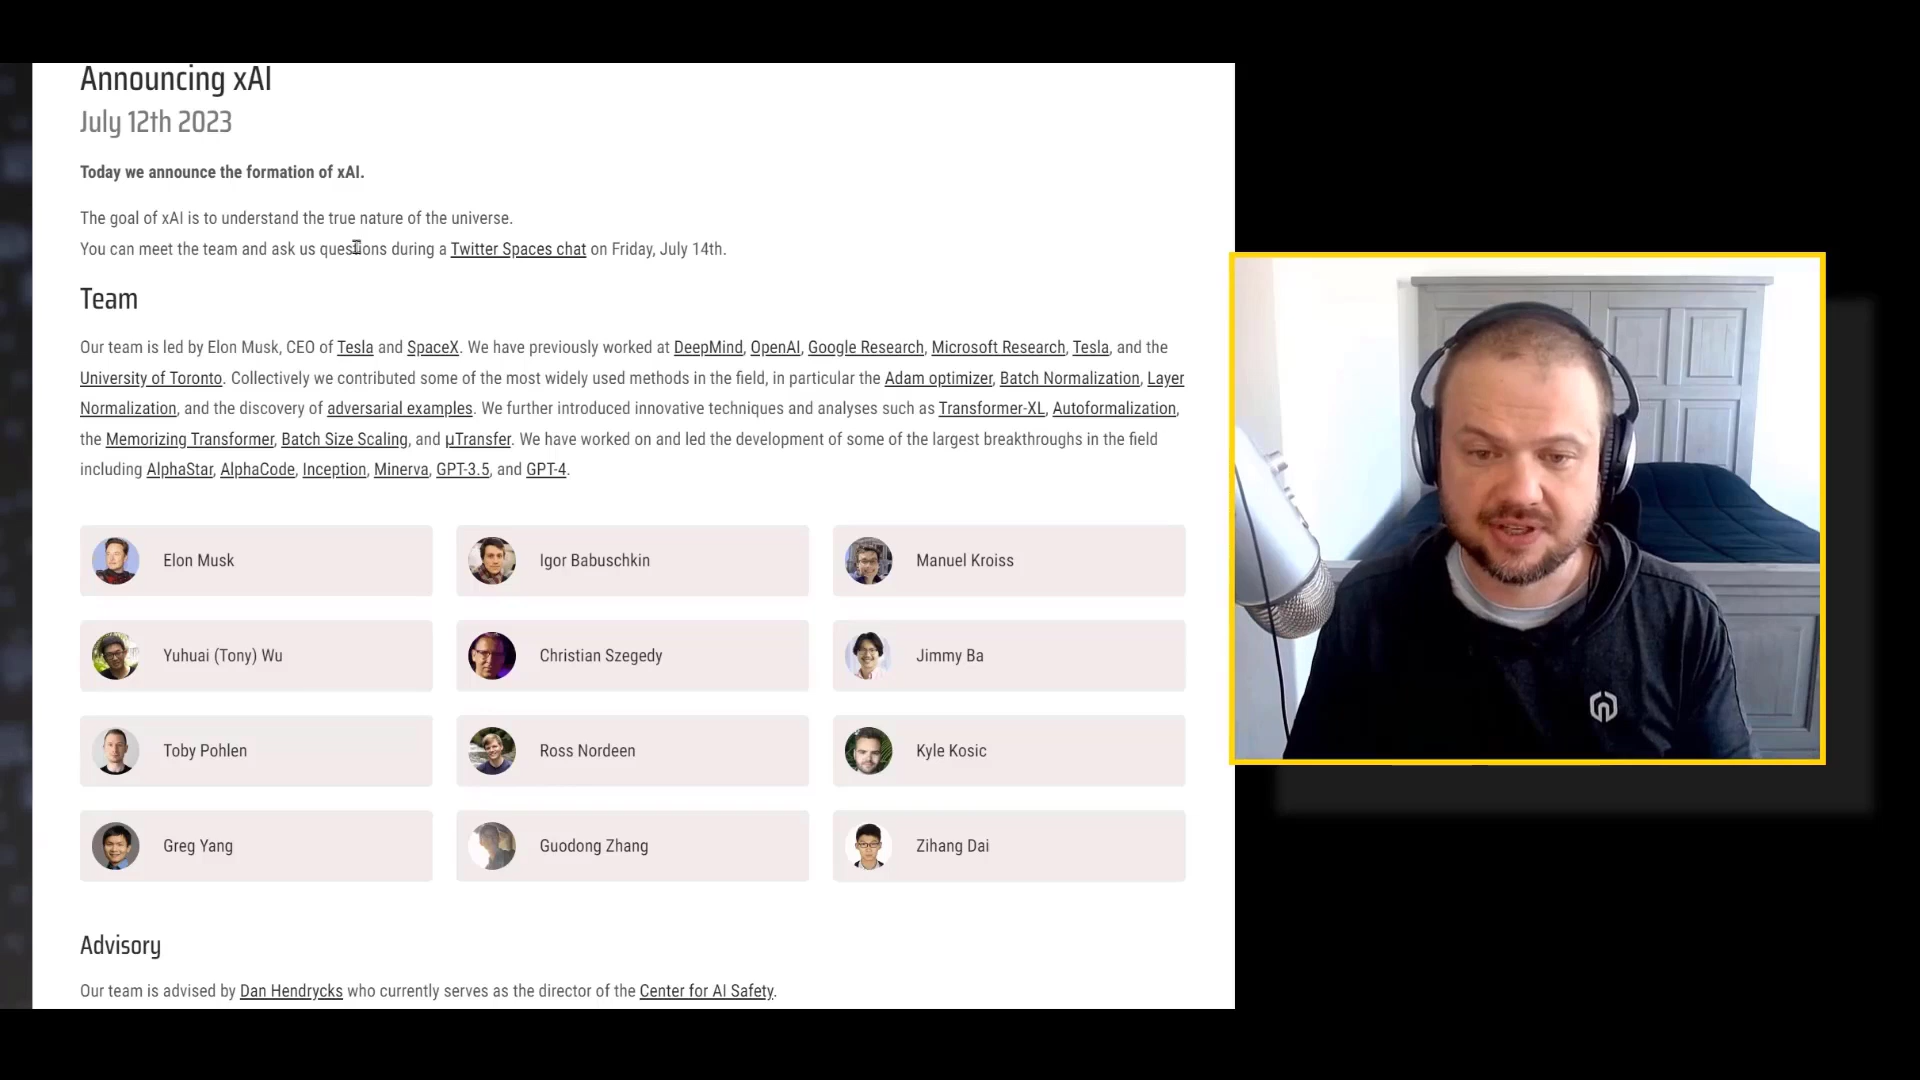 Announcing xAI
July 12th 2023
Today we announce the formation of xAI.
The goal of xAI is to understand the true nature of the universe.
You can meet the team and ask us questions during a Twitter Spaces chat on Friday, July 14th.
Team
Our team is led by Elon Musk, CEO of Tesla and SpaceX. We have previously worked at DeepMind, OpenAI, Google Research, Microsoft Research, Tesla, and the
University of Toronto. Collectively we contributed some of the most widely used methods in the field, in particular the Adam optimizer, Batch Normalization, Layer
Normalization, and the discovery of adversarial examples. We further introduced innovative techniques and analyses such as Transformer-XL, Autoformalization,
the Memorizing Transformer, Batch Size Scaling, and μTransfer. We have worked on and led the development of some of the largest breakthroughs in the field
including AlphaStar, AlphaCode, Inception, Minerva, GPT-3.5, and GPT-4.
Elon Musk
Igor Babuschkin
Manuel Kroiss
Yuhuai (Tony) Wu
Christian Szegedy
Jimmy Ba
Toby Pohlen
Ross Nordeen
Kyle Kosic
Greg Yang
Guodong Zhang
Zihang Dai
Advisory
Our team is advised by Dan Hendrycks who currently serves as the director of the Center for AI Safety.